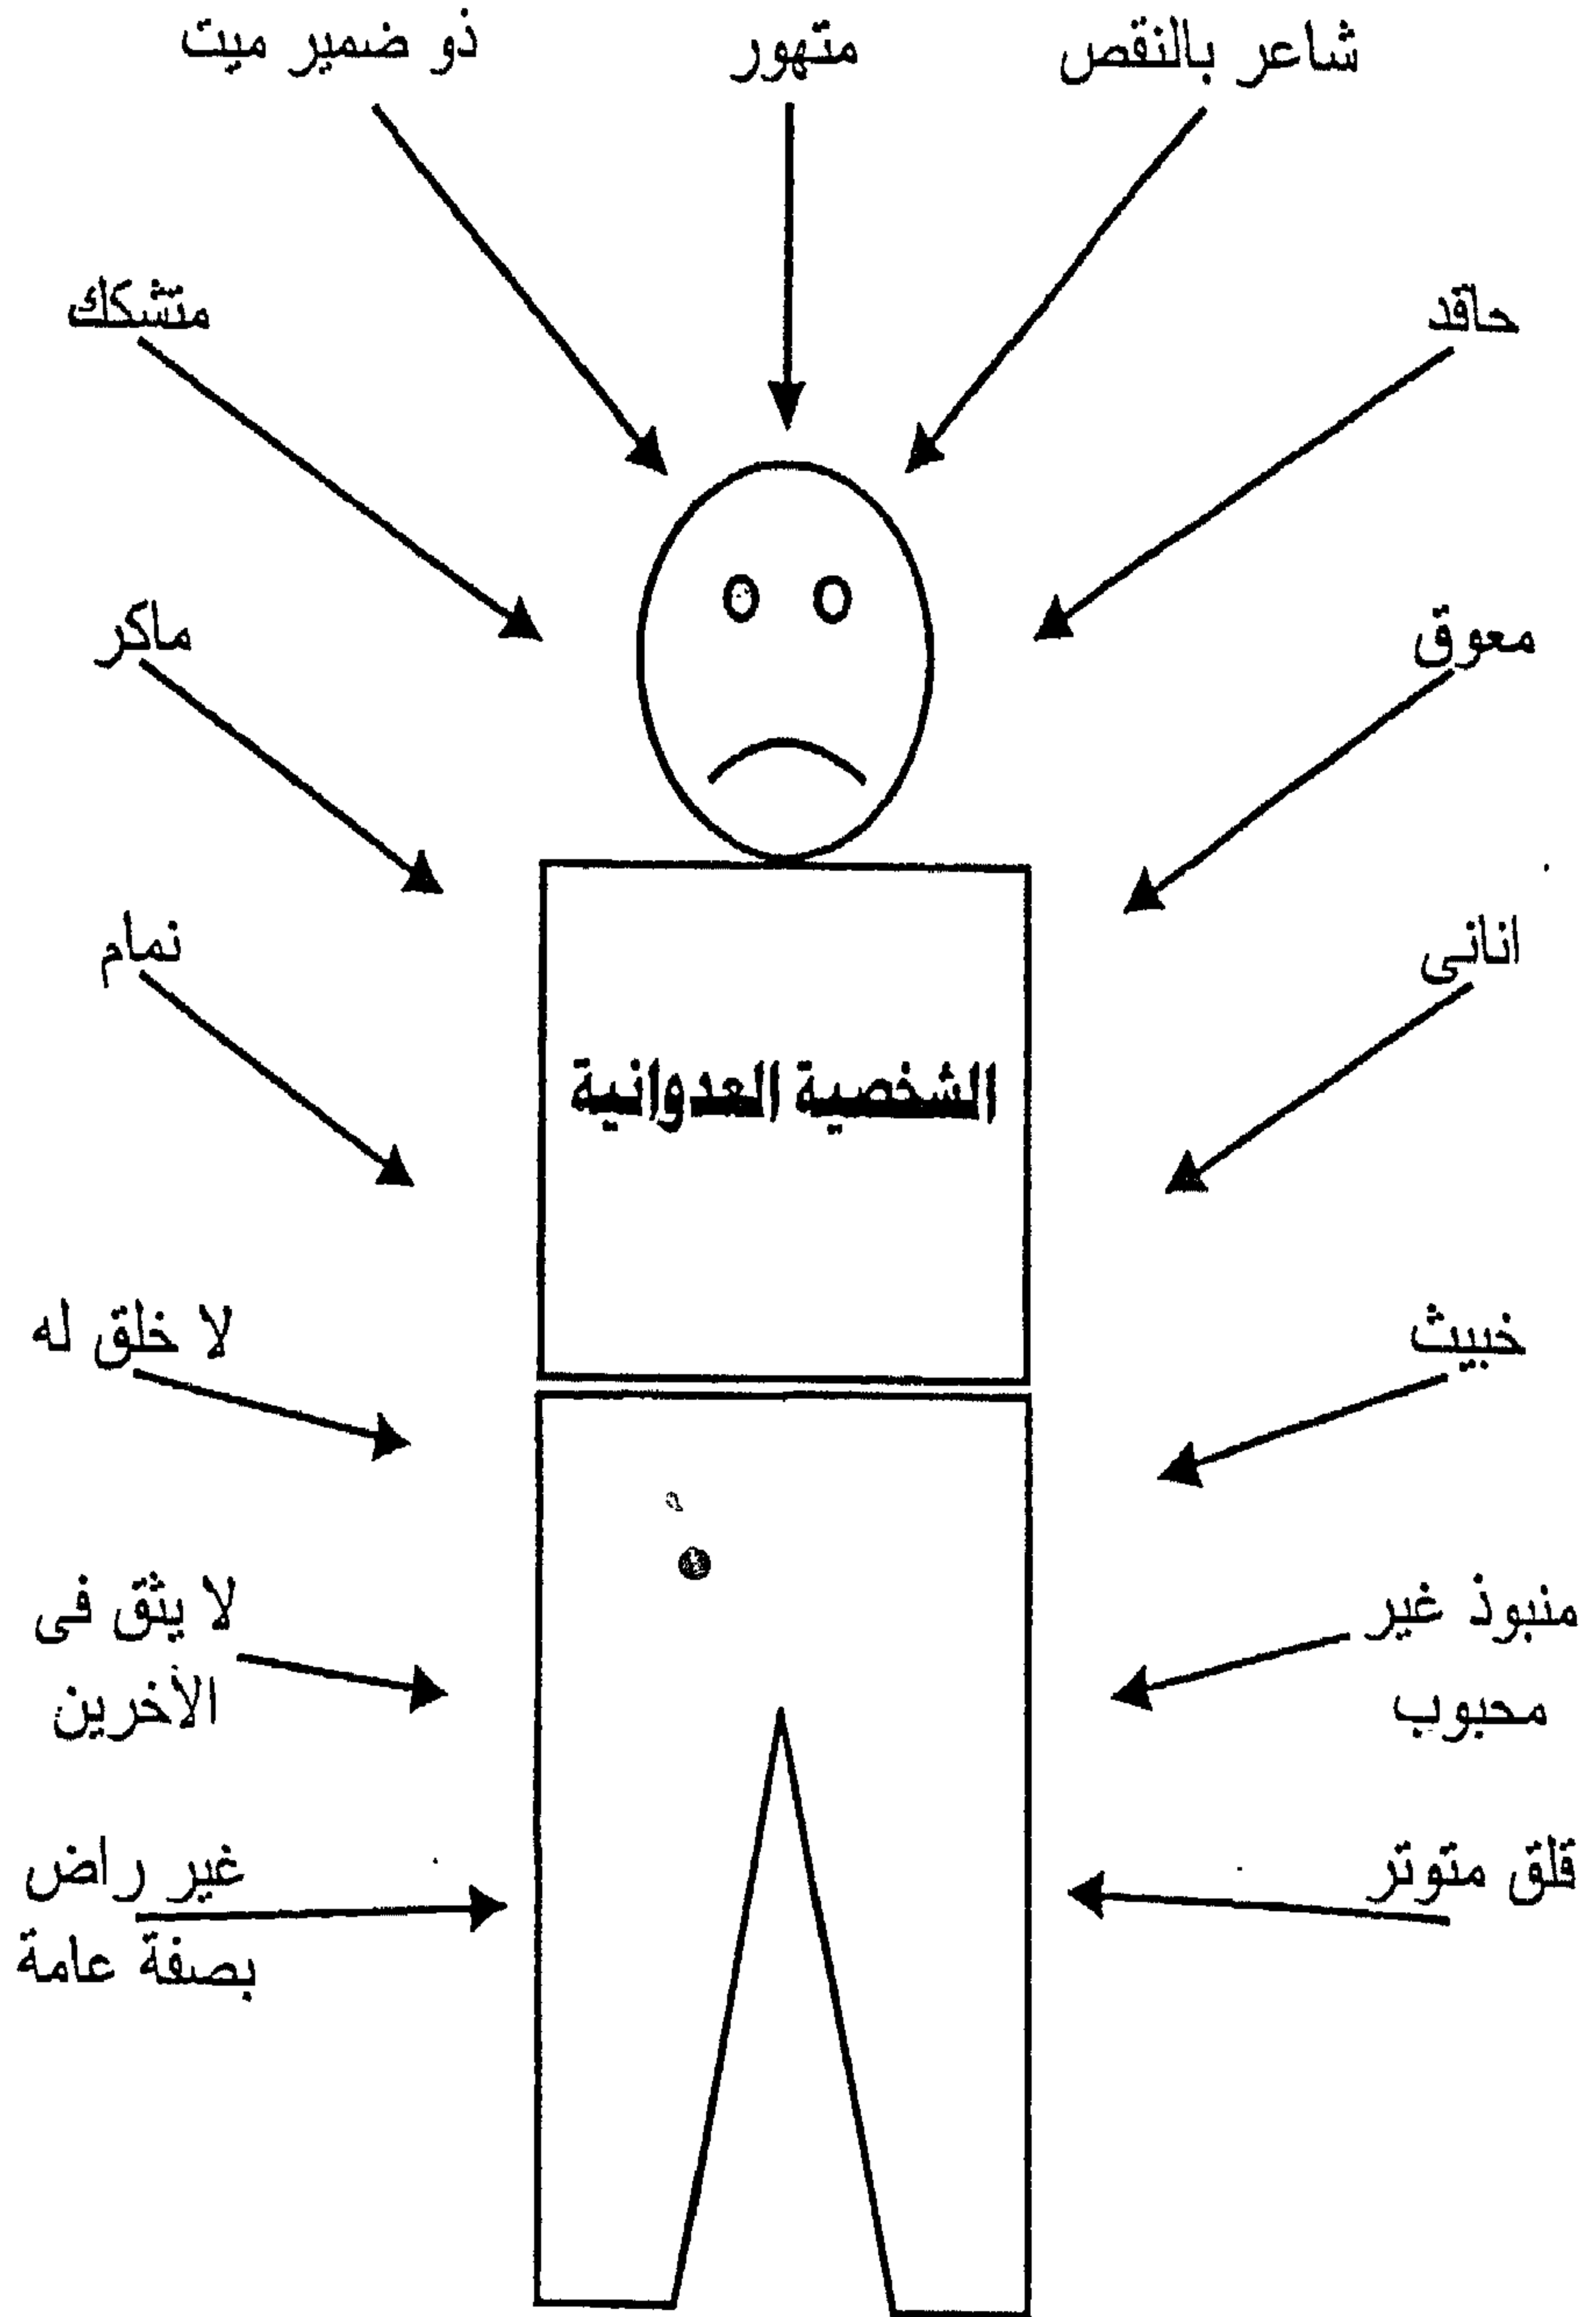 شاعر بالنقص
متهور
ذو ضمير ميت
حاقد
متشكك
معوق
ماكر
انانى
نمام
الشخصية العدوانية
خبيث
لا خلق له
منبوذ غير
محبوب
لا يثق فى
الأخرين
قلق متوتر
غير راض
بصفة عامة